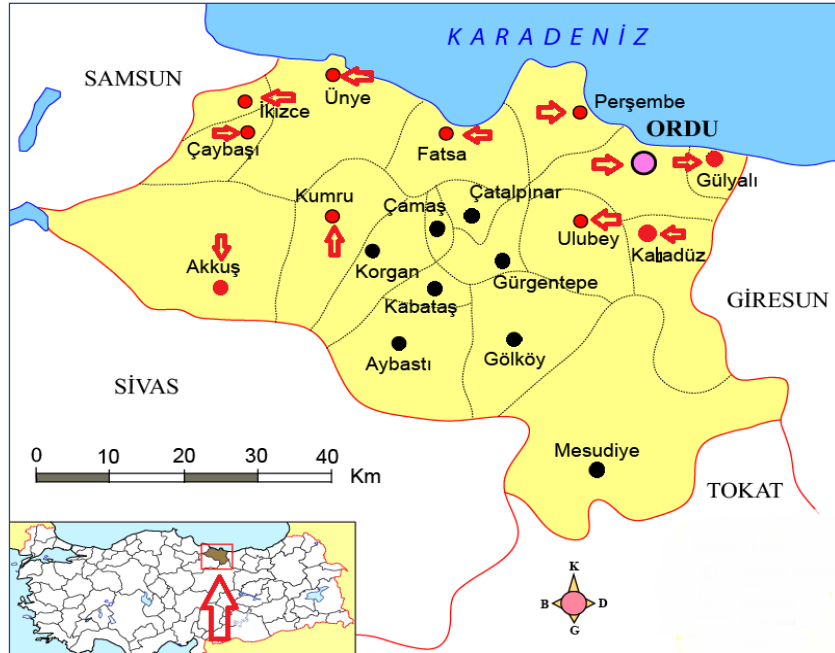 KARADENİZ
SAMSUN
Ünye
İkizce
Perşembe
ORDU
Çaybaşı
Fatsa
Gülyalı
Kumru
Çatalpınar
Çamaş
Ulubey
Kabadüz
Akkuş
Korgan
Gürgentepe
Kabataş
GİRESUN
Aybastı
Gölköy
SİVAS
Mesudiye
0 10 20 30 40
Km
TOKAT
K
B D
G